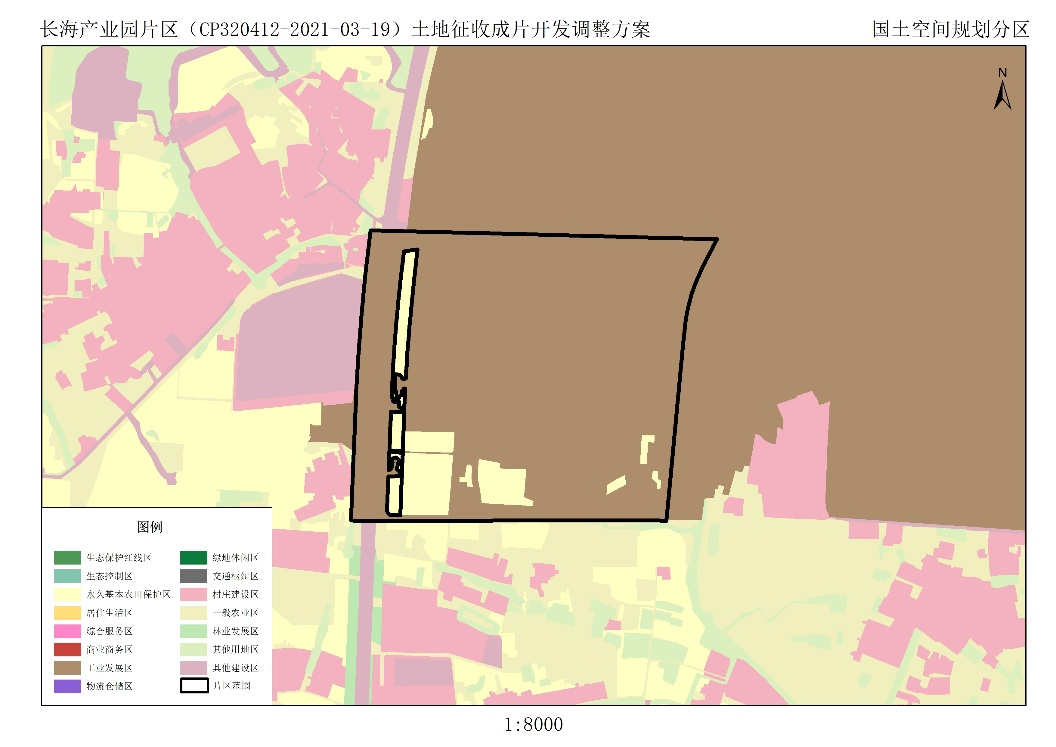 长海产业园片区（CP320412-2021-03-19）土地征收成片开发调整方案
国土空间规划分区
N
图例
生态保护红线区
生态控制区
永久基本农田保护区
居住生活区
综合服务区
商业商务区
工业发展区
物流仓储区
绿地休闲区
交通枢纽区
村庄建设区
一般农业区
林业发展区
其他用地区
其他建设区
片区范围
1:8000